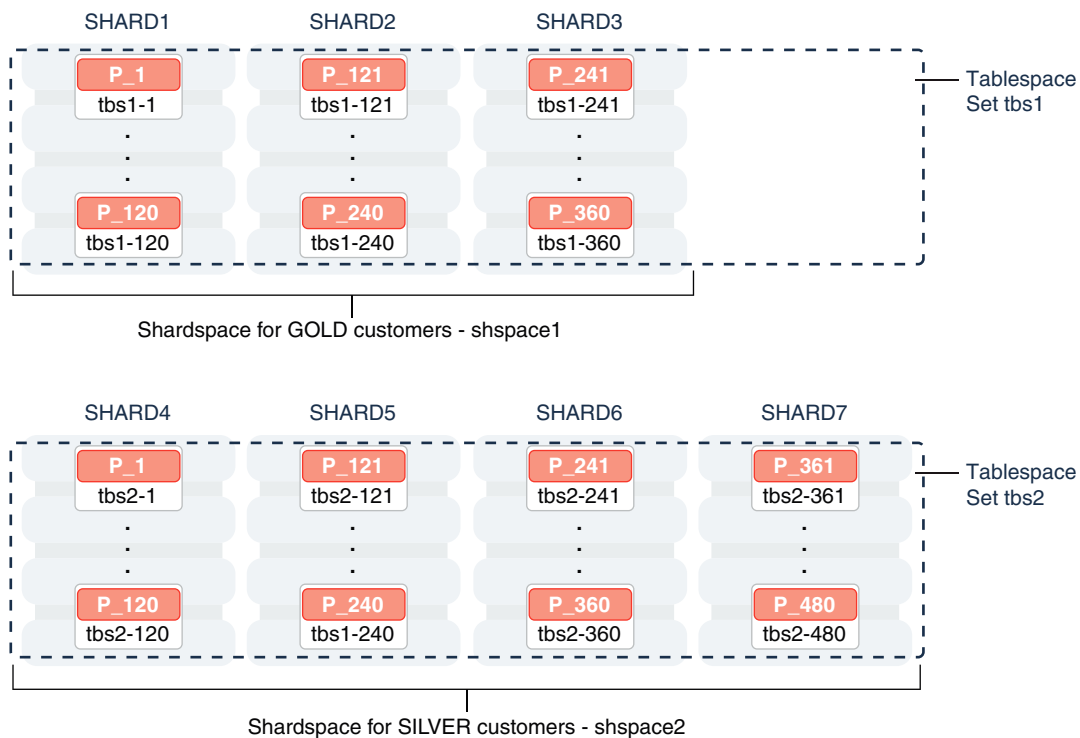 SHARD1 SHARD2 SHARD3
P_1 P_121 P_241
tbs1-1 tbs1-121 tbs1-241
Tablespace
Set tbs1
. . .
. . .
. . .
P_120 P_240 P_360
tbs1-120 tbs1-240 tbs1-360
Shardspace for GOLD customers - shspace1
SHARD4 SHARD5 SHARD6 SHARD7
P_1 P_121 P_241 P_361
tbs2-1 tbs2-121 tbs2-241 tbs2-361
Tablespace
Set tbs2
. . . .
. . . .
. . . .
P_120 P_240 P_360 P_480
tbs2-120 tbs1-240 tbs2-360 tbs2-480
Shardspace for SILVER customers - shspace2